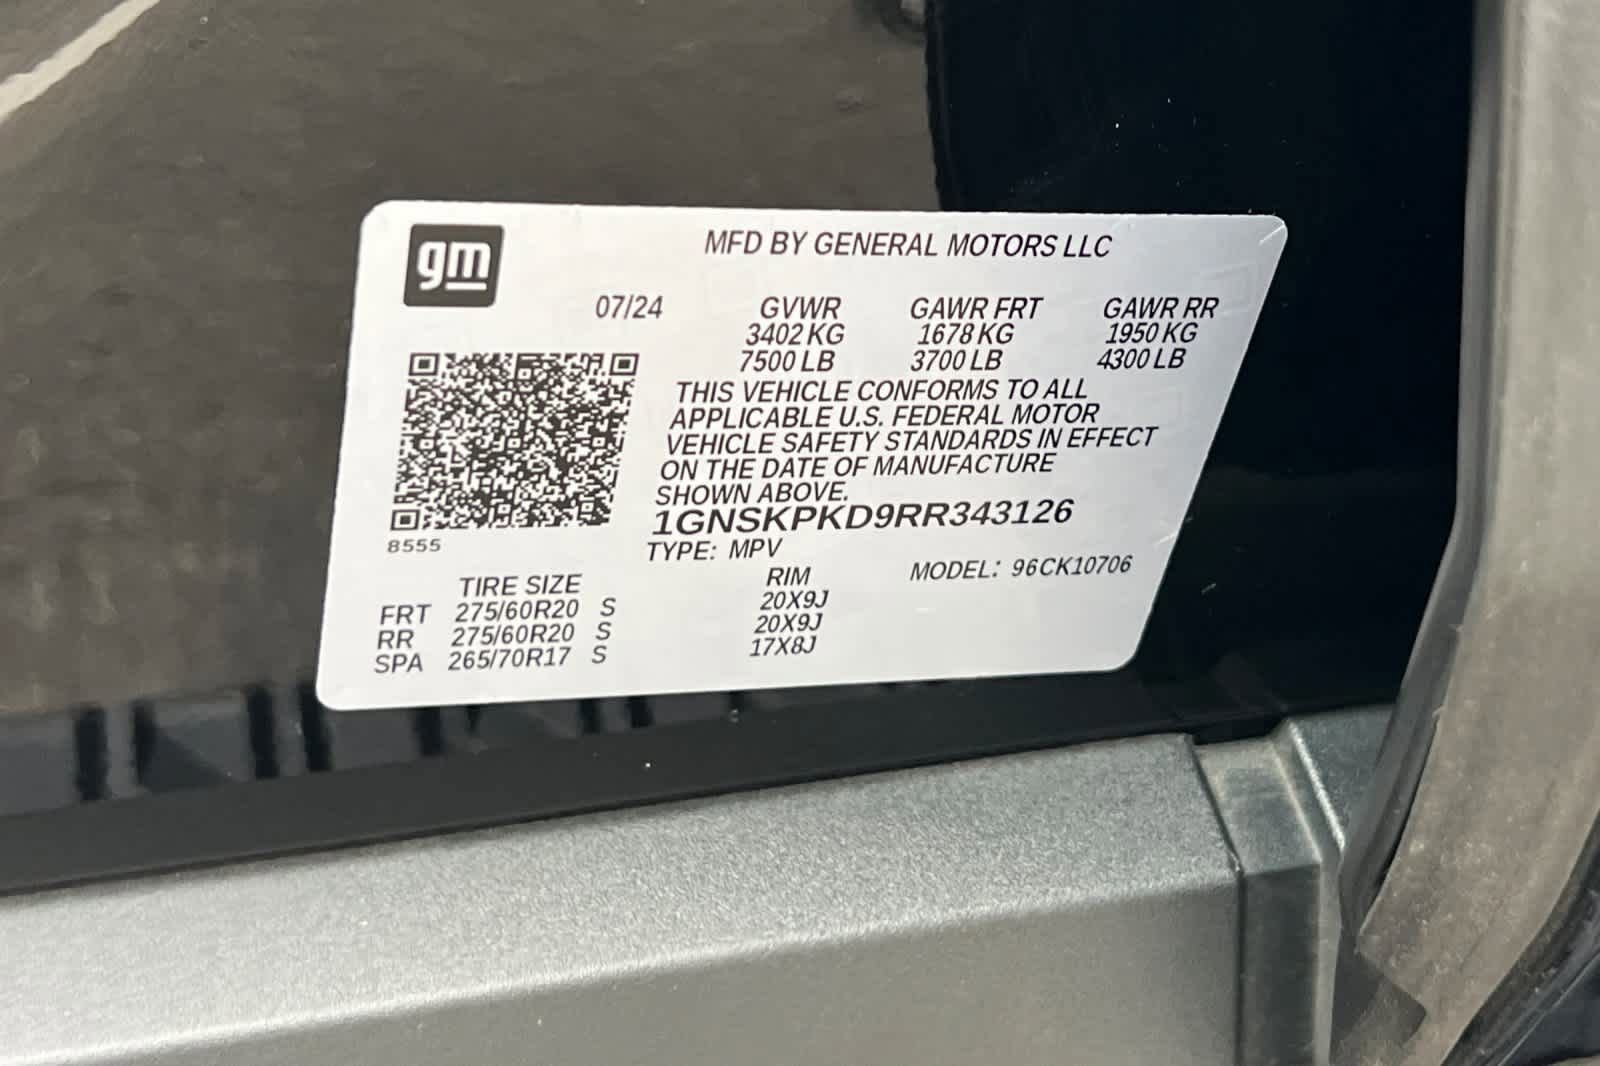 gm
MFD BY GENERAL MOTORS LLC
07/24 GVWR GAWR FRT GAWR RR
3402 KG 1678 KG 1950 KG
7500 LB 3700 LB 4300 LB
THIS VEHICLE CONFORMS TO ALL
APPLICABLE U.S. FEDERAL MOTOR
VEHICLE SAFETY STANDARDS IN EFFECT
ON THE DATE OF MANUFACTURE
SHOWN ABOVE.
1GNSKPKD9RR343126
8555
TYPE: MPV
MODEL: 96CK10706
TIRE SIZE RIM
FRT 275/60R20 S 20X9J
RR 275/60R20 S 20X9J
SPA 265/70R17 S 17X8J